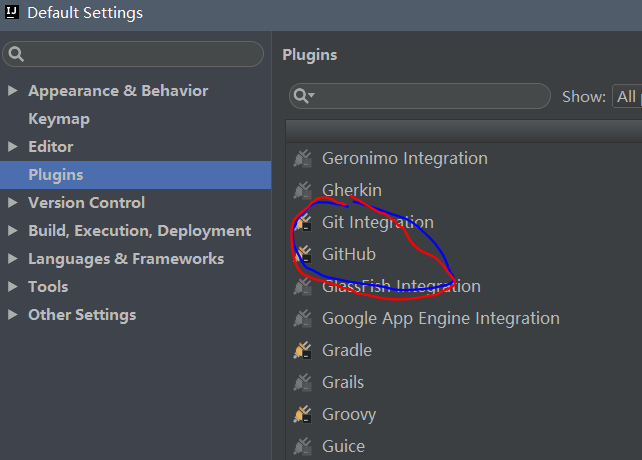 IJ Default Settings
Appearance & Behavior
Keymap
Editor
Plugins
Version Control
Build, Execution, Deployment
Languages & Frameworks
Tools
Other Settings
Plugins
Show: All
Geronimo Integration
Gherkin
Git Integration
GitHub
GlassFish Integration
Google App Engine Integration
Gradle
Grails
Groovy
Guice